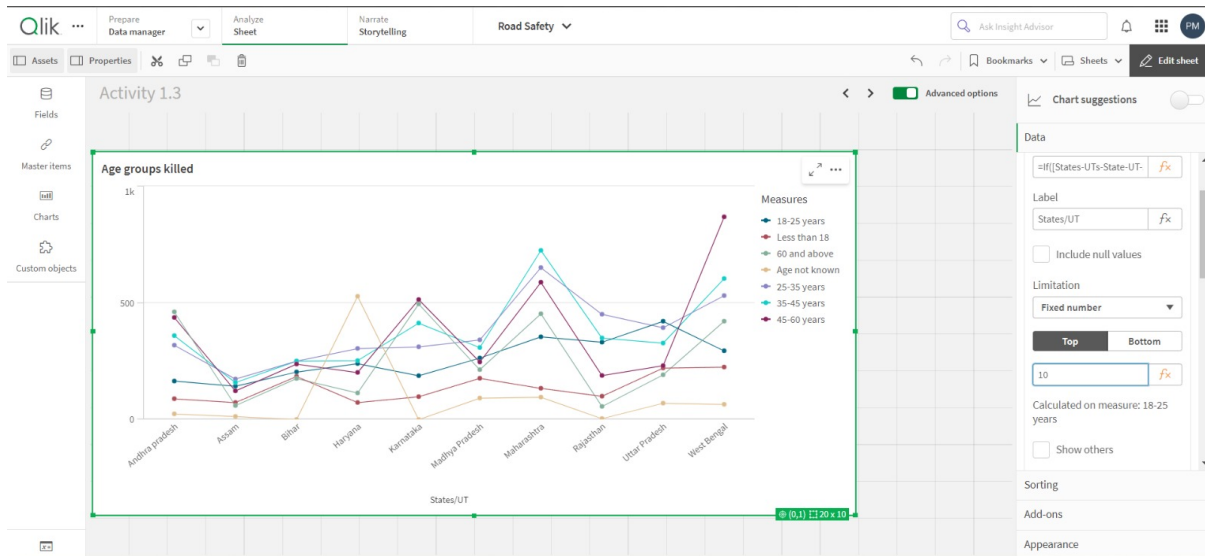 Qlik
Prepare
Data manager
Analyze
Sheet
Narrate
Storytelling
Road Safety
Ask Insight Advisor
PM
Assets
Properties
Bookmarks
Sheets
Edit sheet
Fields
Master items
Charts
Custom objects
Activity 1.3
Advanced options
Age groups killed
1k
500
0
Andhra pradesh
Assam
Bihar
Haryana
Karnataka
Madhya Pradesh
Maharashtra
Rajasthan
Uttar Pradesh
West Bengal
States/UT
Measures
18-25 years
Less than 18
60 and above
Age not known
25-35 years
35-45 years
45-60 years
(0,1) 20 x 10
Chart suggestions
Data
=If([States-UTs-State-UT-
fx
Label
States/UT
fx
Include null values
Limitation
Fixed number
Top
Bottom
10
fx
Calculated on measure: 18-25
years
Show others
Sorting
Add-ons
Appearance